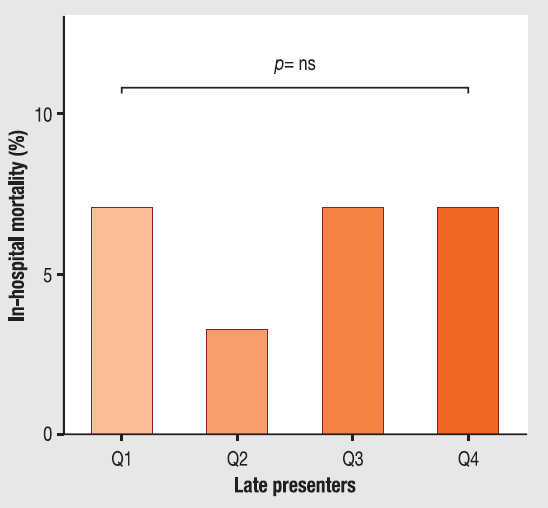 p= ns
In-hospital mortality (%)
10
5
0
Q1 Q2 Q3 Q4
Late presenters